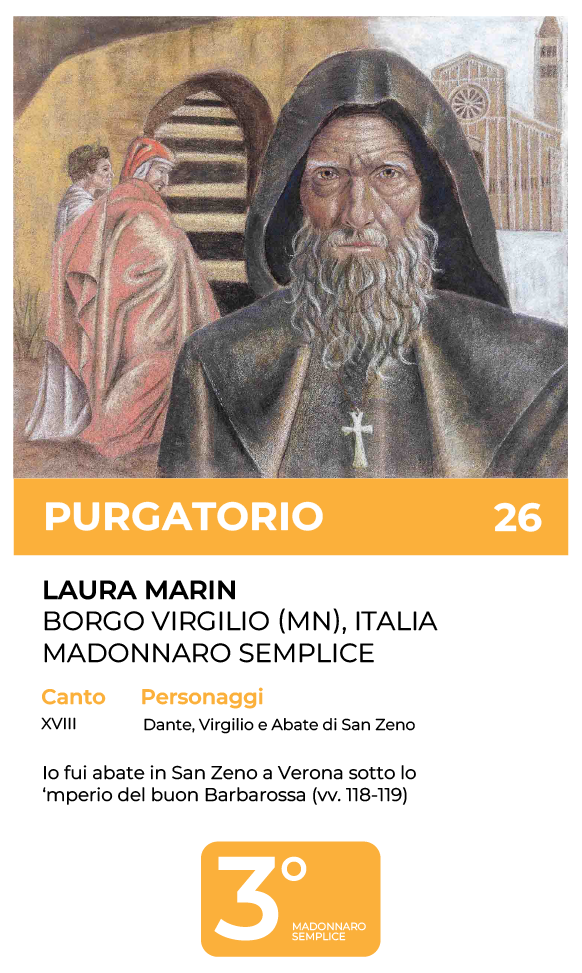 PURGATORIO 26
LAURA MARIN
BORGO VIRGILIO (MN), ITALIA
MADONNARO SEMPLICE
Canto Personaggi
XVIII Dante, Virgilio e Abate di San Zeno
Io fui abate in San Zeno a Verona sotto lo
‘mperio del buon Barbarossa (vv. 118-119)
3°
MADONNARO
SEMPLICE